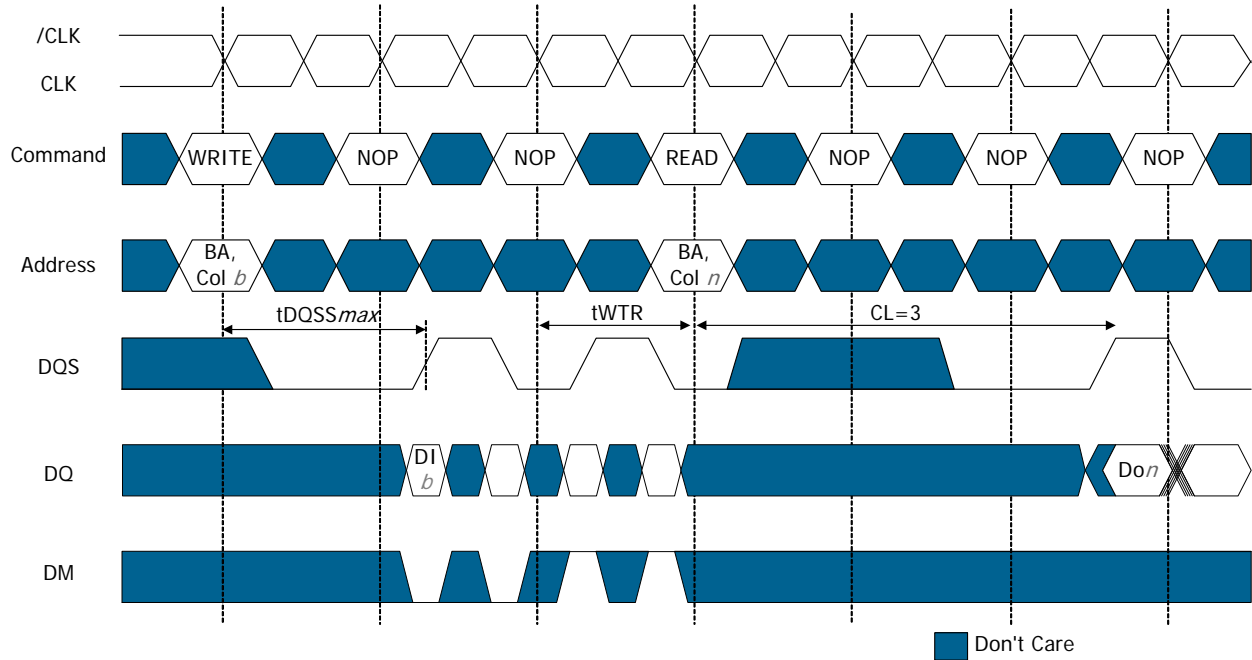 /CLK
CLK
Command
WRITE
NOP
NOP
READ
NOP
NOP
NOP
Address
BA,
Col b
BA,
Col n
tDQSSmax
tWTR
CL=3
DQS
DQ
DI
b
Don
DM
Don't Care